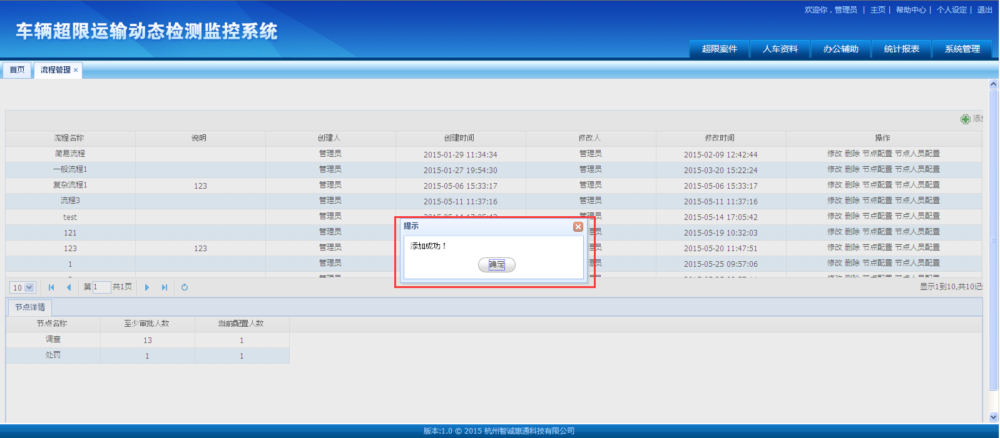 欢迎你，管理员 | 主页 | 帮助中心 | 个人设定 | 退出
车辆超限运输动态检测监控系统
超限案件 人车资料 办公辅助 统计报表 系统管理
首页 流程管理
添加
流程名称 说明 创建人 创建时间 修改人 修改时间 操作
简易流程 管理员 2015-01-29 11:34:34 管理员 2015-02-09 12:42:44 修改 删除 节点配置 节点人员配置
一般流程1 管理员 2015-01-27 19:54:30 管理员 2015-03-20 15:22:24 修改 删除 节点配置 节点人员配置
复杂流程1 123 管理员 2015-05-06 15:33:17 管理员 2015-05-06 15:33:17 修改 删除 节点配置 节点人员配置
流程3 管理员 2015-05-11 11:37:16 管理员 2015-05-11 11:37:16 修改 删除 节点配置 节点人员配置
test 管理员 2015-05-14 17:05:42 管理员 2015-05-14 17:05:42 修改 删除 节点配置 节点人员配置
121 管理员 管理员 2015-05-19 10:32:03 修改 删除 节点配置 节点人员配置
123 123 管理员 管理员 2015-05-20 11:47:51 修改 删除 节点配置 节点人员配置
1 管理员 管理员 2015-05-25 09:57:06 修改 删除 节点配置 节点人员配置
提示
添加成功！
确定
10 第 1 共1页 显示1到10,共10记
节点详情
节点名称 至少审批人数 当前配置人数
调查 13 1
处罚 1 1
版本:1.0 © 2015 杭州智诚惠通科技有限公司